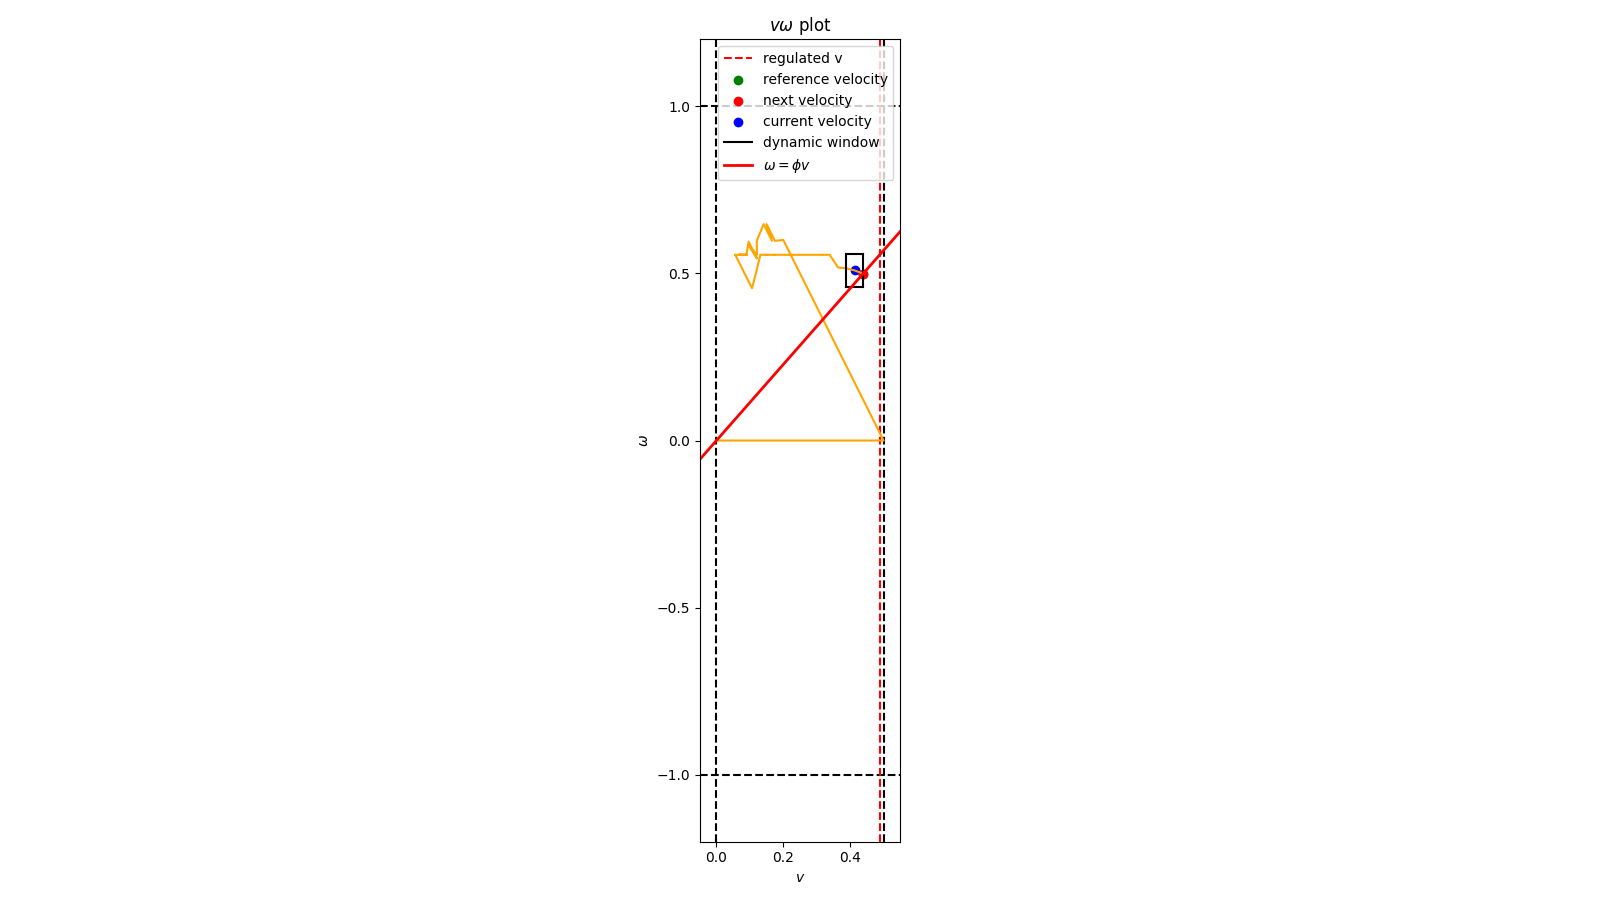 vω plot
regulated v
reference velocity
next velocity
current velocity
dynamic window
ω = ϕv
1.0
0.5
0.0
−0.5
−1.0
ω
0.0 0.2 0.4
v